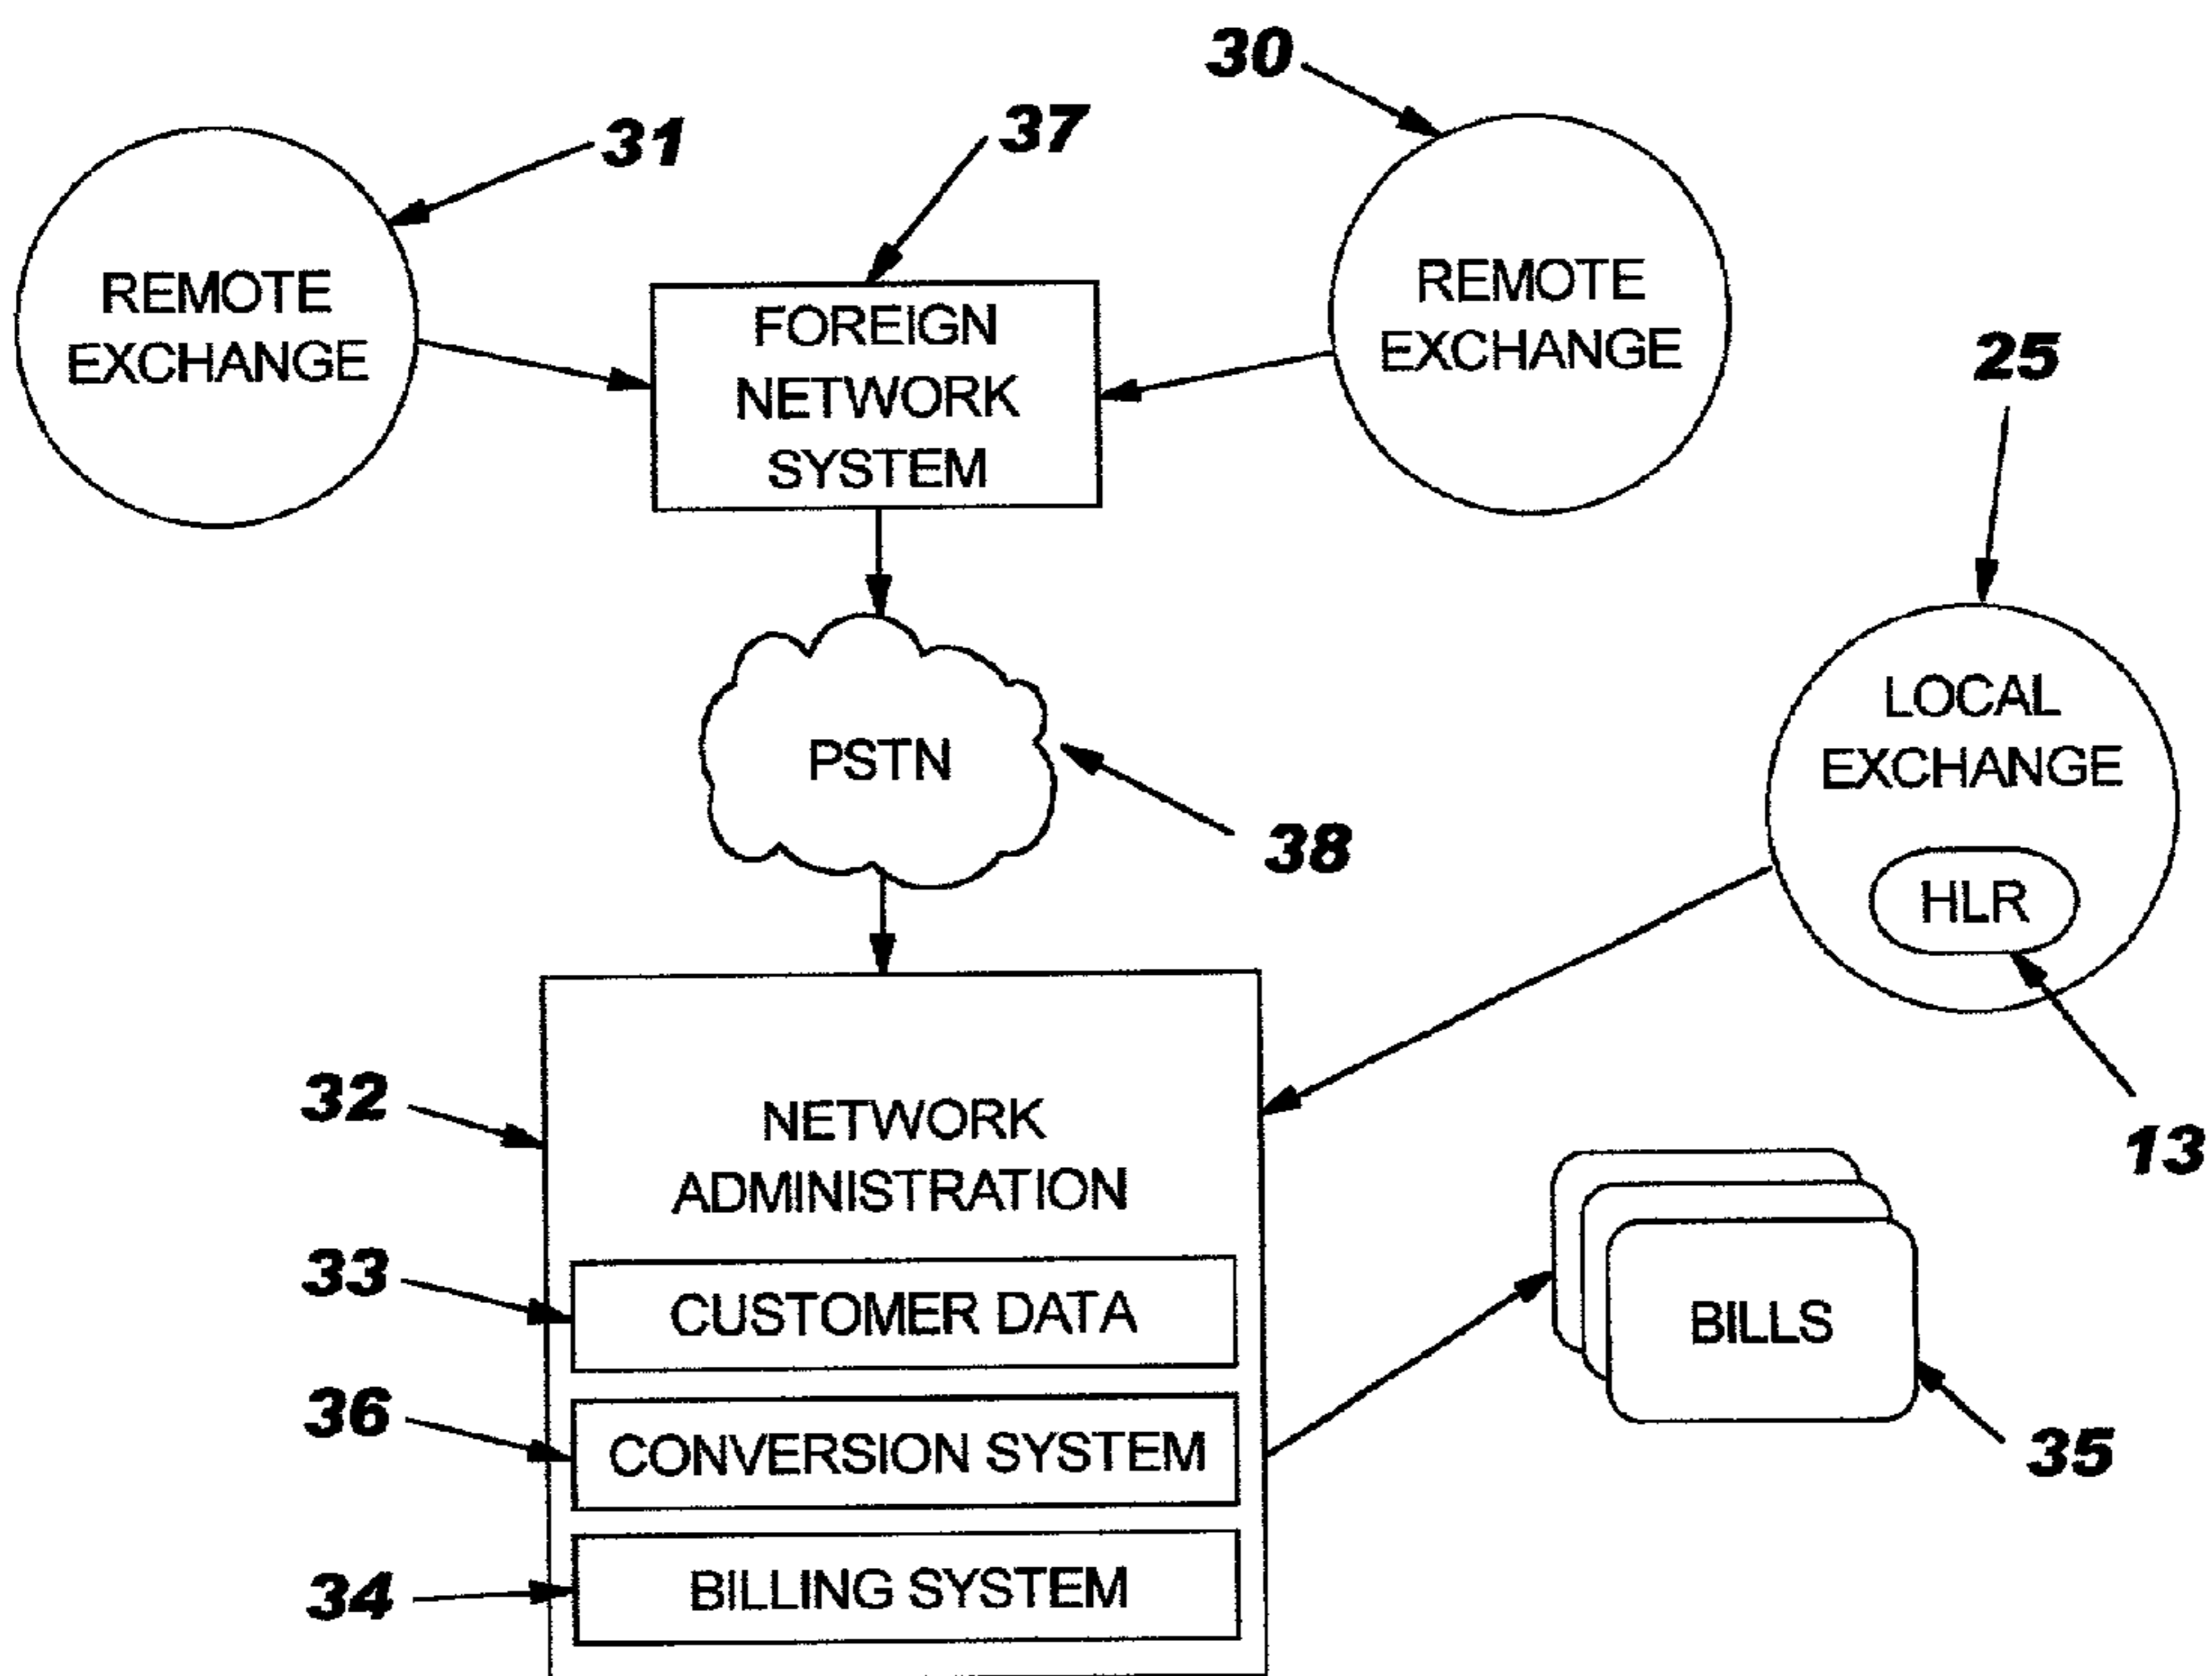 30
31
37
REMOTE
EXCHANGE
FOREIGN
NETWORK
SYSTEM
REMOTE
EXCHANGE
25
PSTN
38
LOCAL
EXCHANGE
HLR
13
32
NETWORK
ADMINISTRATION
33
CUSTOMER DATA
36
CONVERSION SYSTEM
34
BILLING SYSTEM
BILLS
35